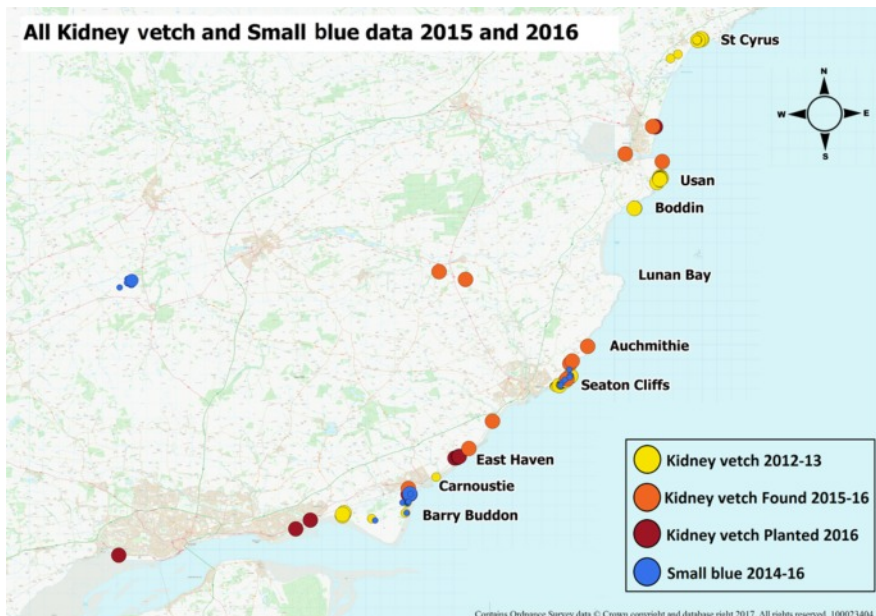 All Kidney vetch and Small blue data 2015 and 2016
St Cyrus
N
W
E
S
Usan
Boddin
Lunan Bay
Auchmithie
Seaton Cliffs
East Haven
Carnoustie
Barry Buddon
Kidney vetch 2012-13
Kidney vetch Found 2015-16
Kidney vetch Planted 2016
Small blue 2014-16
Contains Ordnance Survey data © Crown copyright and database right 2017. All rights reserved. 100023404